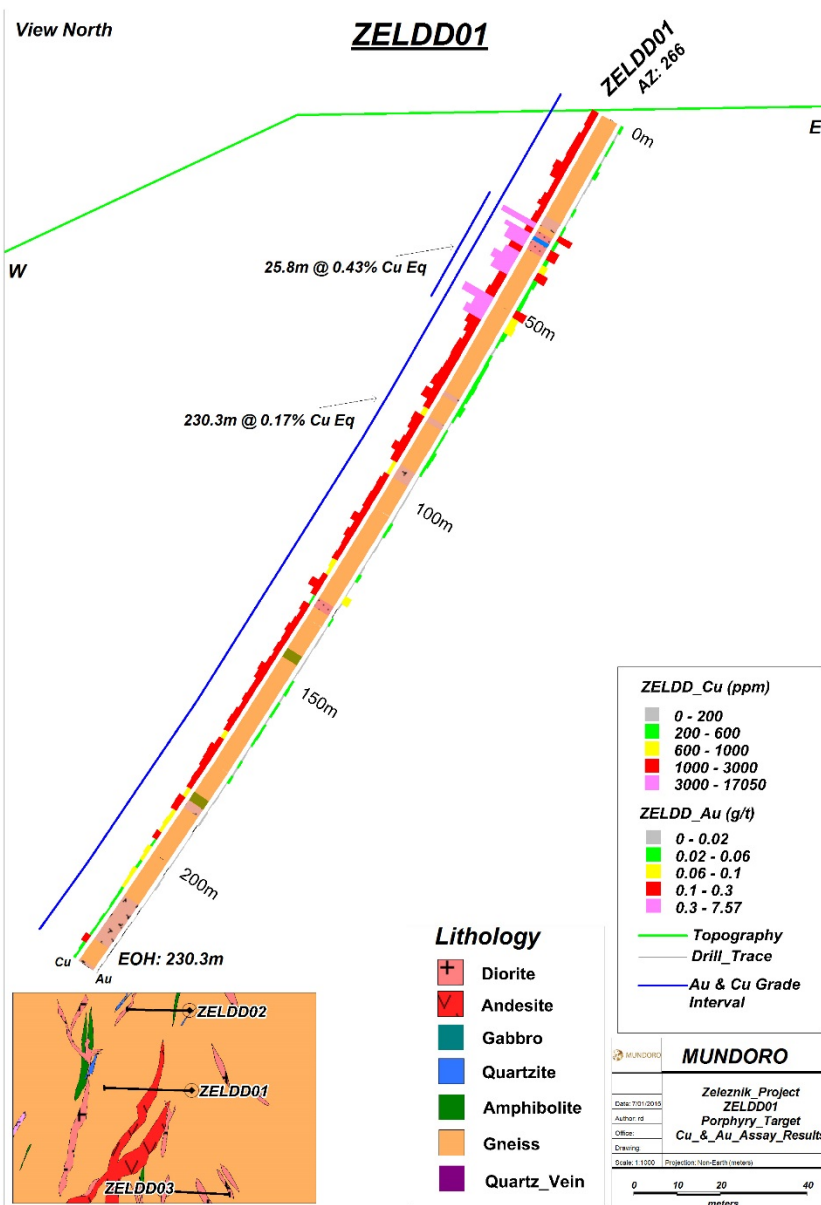 View North
ZELDD01
ZELDD01
AZ: 266
E
W
0m
50m
100m
150m
200m
25.8m @ 0.43% Cu Eq
230.3m @ 0.17% Cu Eq
Cu
Au
EOH: 230.3m
ZELDD_Cu (ppm)
0 - 200
200 - 600
600 - 1000
1000 - 3000
3000 - 17050
ZELDD_Au (g/t)
0 - 0.02
0.02 - 0.06
0.06 - 0.1
0.1 - 0.3
0.3 - 7.57
Topography
Drill_Trace
Au & Cu Grade
Interval
Lithology
Diorite
Andesite
Gabbro
Quartzite
Amphibolite
Gneiss
Quartz_Vein
ZELDD02
ZELDD01
ZELDD03
MUNDORO
MUNDORO
Zeleznik_Project
ZELDD01
Porphyry_Target
Cu_&_Au_Assay_Results
Date: 7/01/2016
Author: rd
Office:
Drawing:
Scale: 1:1000
Projection: Non-Earth (meters)
0 10 20 40
meters